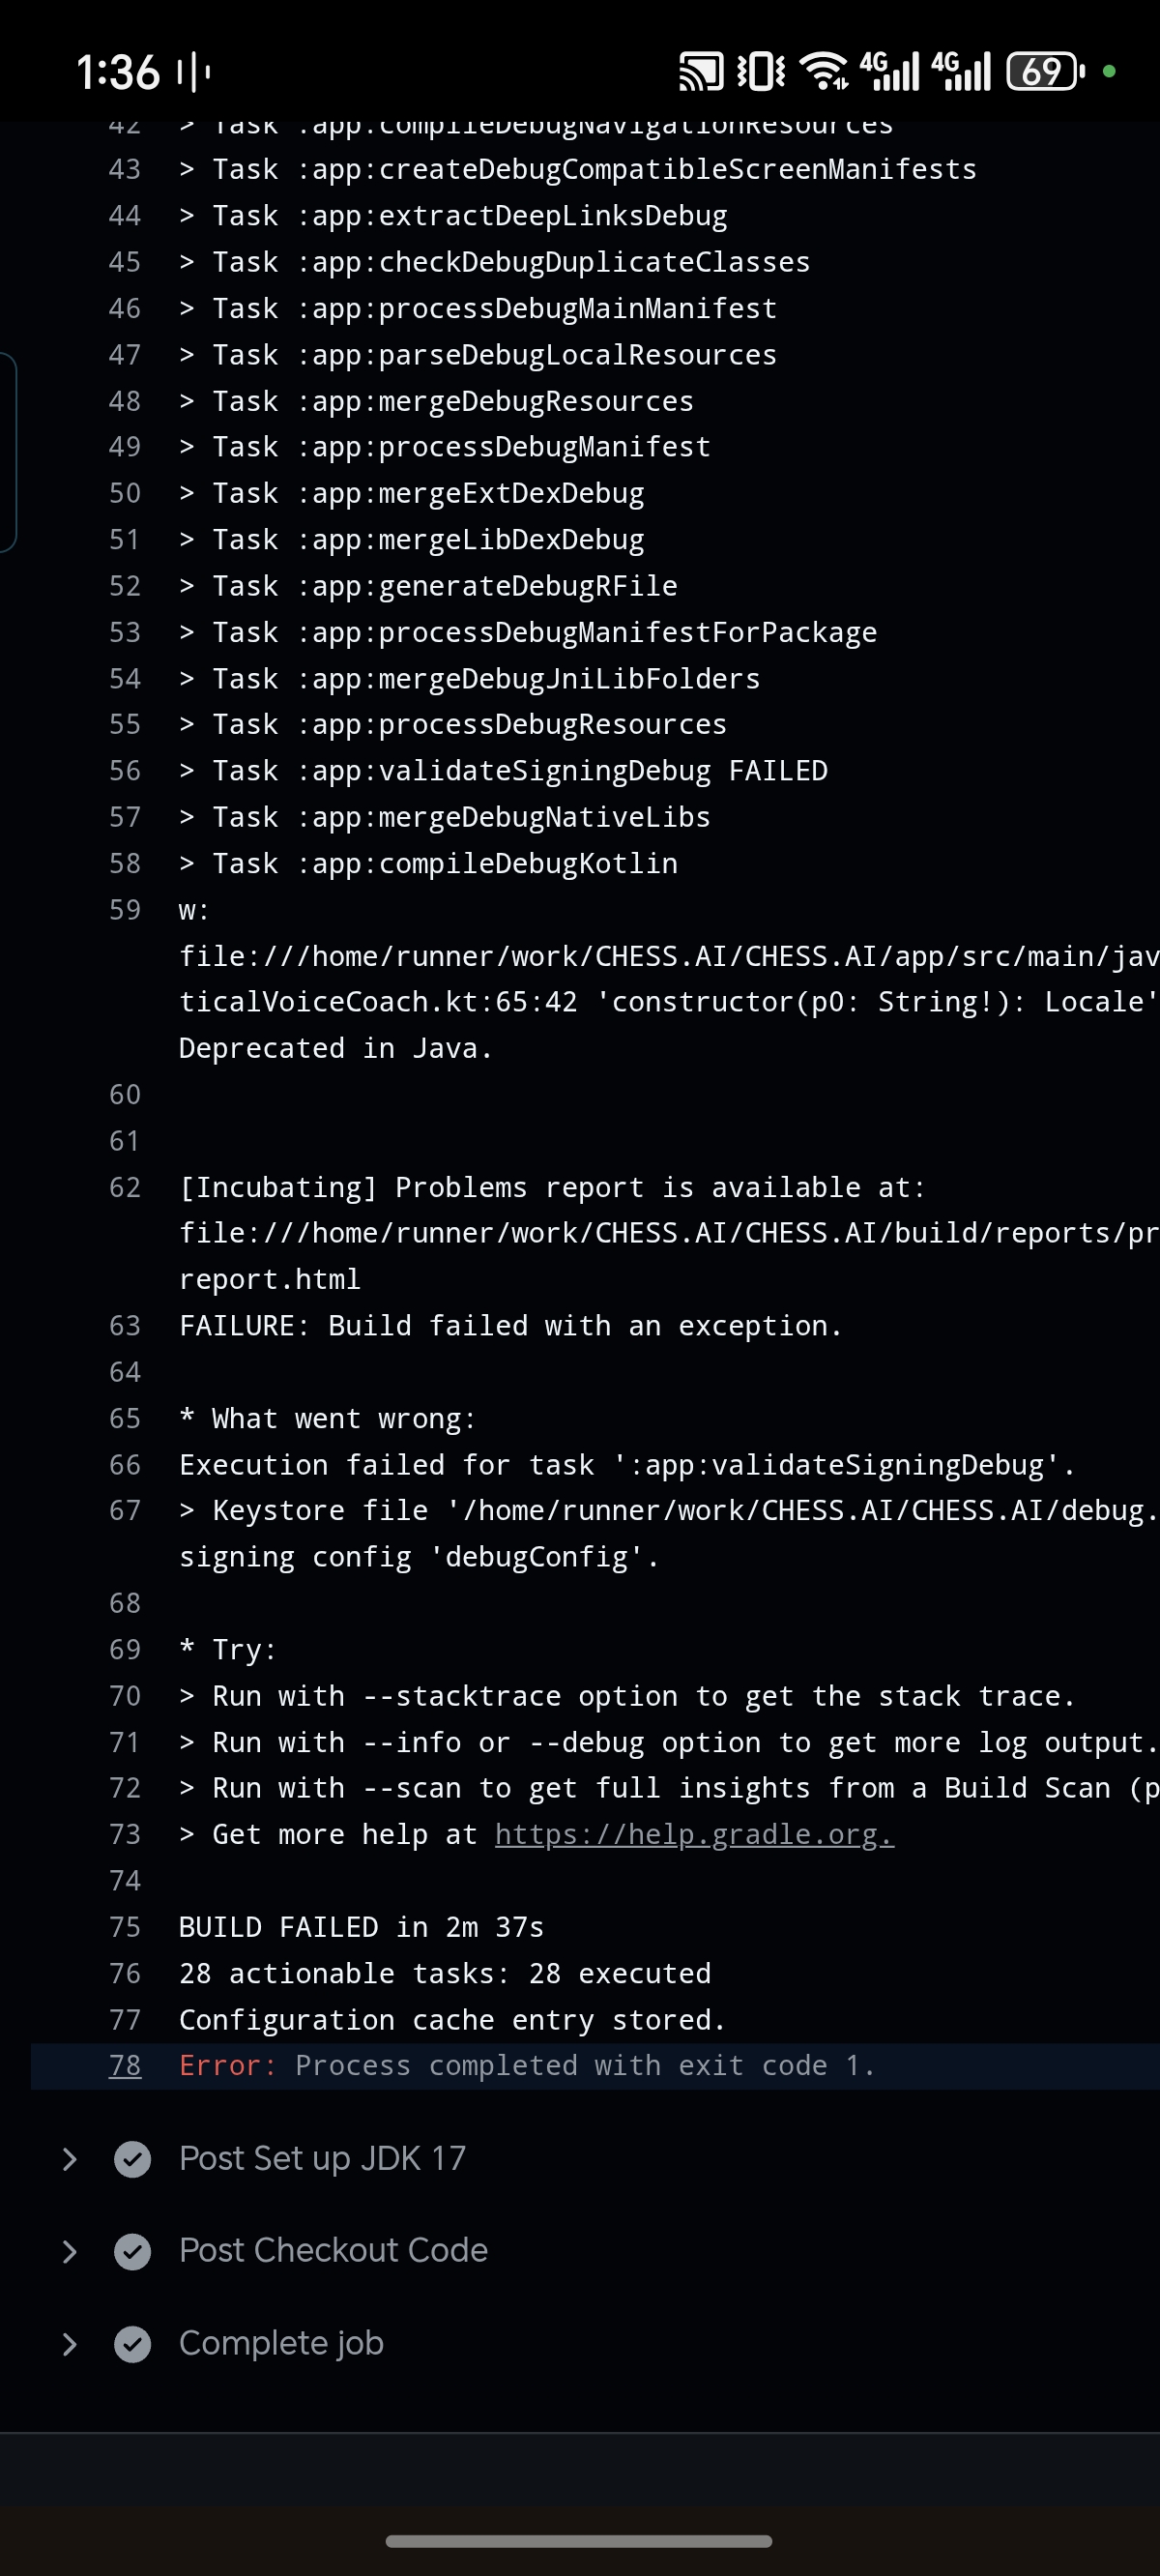 1:36
4G 4G 69
42 > Task :app:compileDebugNavigationResources
43 > Task :app:createDebugCompatibleScreenManifests
44 > Task :app:extractDeepLinksDebug
45 > Task :app:checkDebugDuplicateClasses
46 > Task :app:processDebugMainManifest
47 > Task :app:parseDebugLocalResources
48 > Task :app:mergeDebugResources
49 > Task :app:processDebugManifest
50 > Task :app:mergeExtDexDebug
51 > Task :app:mergeLibDexDebug
52 > Task :app:generateDebugRFile
53 > Task :app:processDebugManifestForPackage
54 > Task :app:mergeDebugJniLibFolders
55 > Task :app:processDebugResources
56 > Task :app:validateSigningDebug FAILED
57 > Task :app:mergeDebugNativeLibs
58 > Task :app:compileDebugKotlin
59 w:
file:///home/runner/work/CHESS.AI/CHESS.AI/app/src/main/jav
ticalVoiceCoach.kt:65:42 'constructor(p0: String!): Locale'
Deprecated in Java.
60
61
62 [Incubating] Problems report is available at:
file:///home/runner/work/CHESS.AI/CHESS.AI/build/reports/pr
report.html
63 FAILURE: Build failed with an exception.
64
65 * What went wrong:
66 Execution failed for task ':app:validateSigningDebug'.
67 > Keystore file '/home/runner/work/CHESS.AI/CHESS.AI/debug.
signing config 'debugConfig'.
68
69 * Try:
70 > Run with --stacktrace option to get the stack trace.
71 > Run with --info or --debug option to get more log output.
72 > Run with --scan to get full insights from a Build Scan (p
73 > Get more help at https://help.gradle.org.
74
75 BUILD FAILED in 2m 37s
76 28 actionable tasks: 28 executed
77 Configuration cache entry stored.
78 Error: Process completed with exit code 1.
Post Set up JDK 17
Post Checkout Code
Complete job